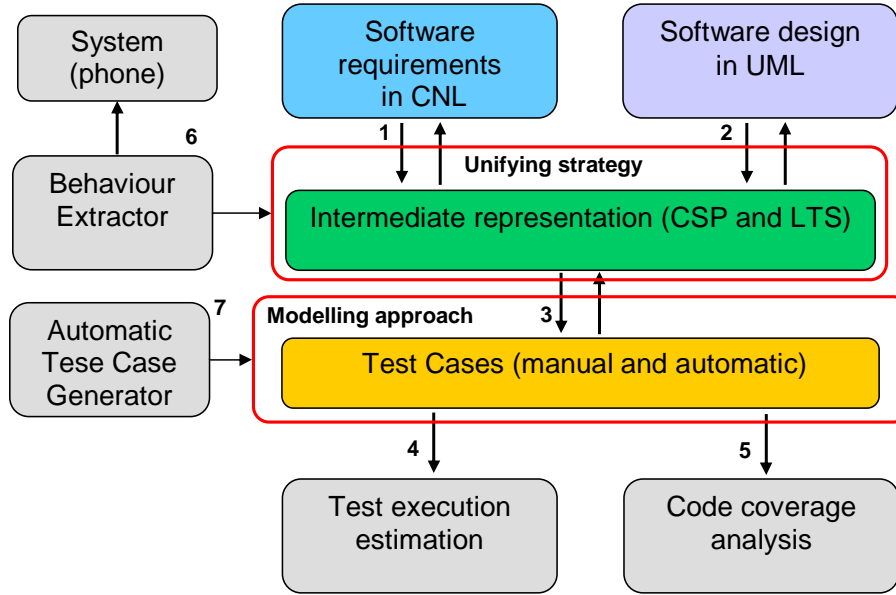 System
(phone)
Software
requirements
in CNL
Software design
in UML
6
1
2
Behaviour
Extractor
Unifying strategy
Intermediate representation (CSP and LTS)
7
Modelling approach
3
Automatic
Tese Case
Generator
Test Cases (manual and automatic)
4
5
Test execution
estimation
Code coverage
analysis